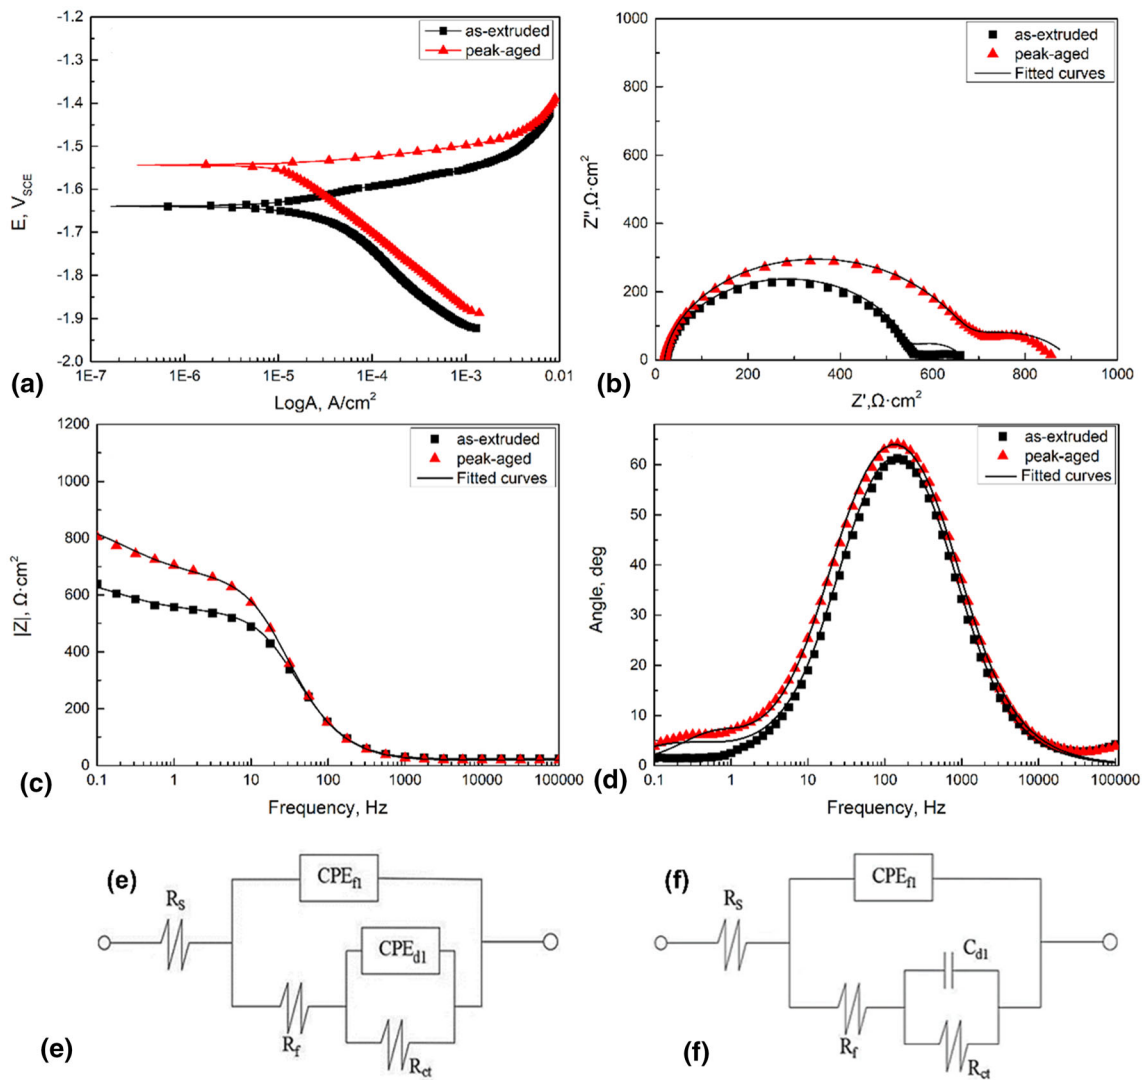 -1.2
-1.3
-1.4
-1.5
-1.6
-1.7
-1.8
-1.9
-2.0
E, V_SCE
as-extruded
peak-aged
1E-7 1E-6 1E-5 1E-4 1E-3 0.01
LogA, A/cm²
(a)
1000
800
600
400
200
0
Z'',Ω·cm²
as-extruded
peak-aged
Fitted curves
0 200 400 600 800 1000
Z',Ω·cm²
(b)
1200
1000
800
600
400
200
0
|Z|, Ω·cm²
as-extruded
peak-aged
Fitted curves
0.1 1 10 100 1000 10000 100000
Frequency, Hz
(c)
60
50
40
30
20
10
0
Angle, deg
as-extruded
peak-aged
Fitted curves
0.1 1 10 100 1000 10000 100000
Frequency, Hz
(d)
(e)
CPE_f1
R_S
CPE_d1
R_f
R_ct
(e)
(f)
CPE_f1
R_S
C_d1
R_f
R_ct
(f)